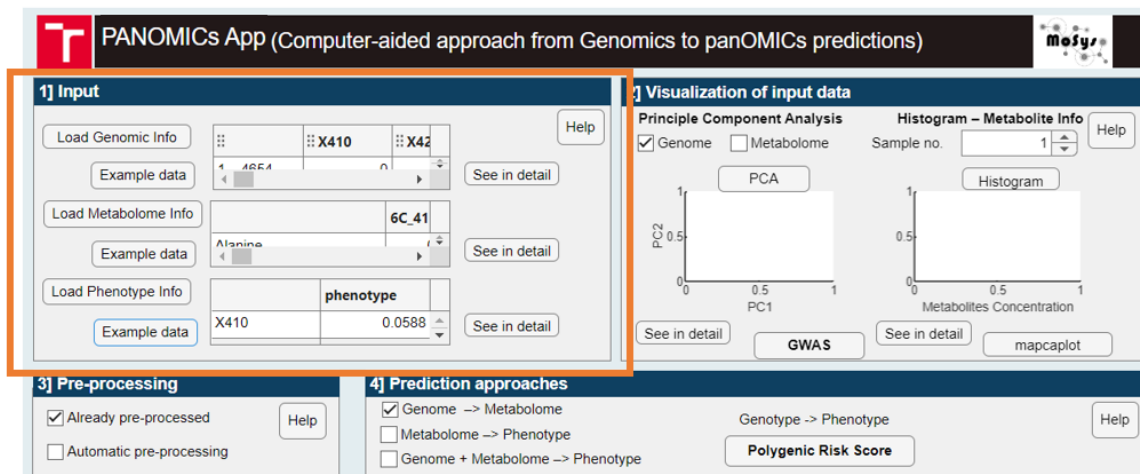 PANOMICs App (Computer-aided approach from Genomics to panOMICs predictions)
MoSys
1] Input
Load Genomic Info
X410
X42
Help
Example data
1 4654
0
See in detail
Load Metabolome Info
6C_41
Example data
Alanine
See in detail
Load Phenotype Info
phenotype
Example data
X410
0.0588
See in detail
2] Visualization of input data
Principle Component Analysis
Histogram – Metabolite Info
Help
Genome
Metabolome
Sample no.
1
PCA
Histogram
1
0.5
0
PC2
0
0.5
1
PC1
1
0.5
0
0
0.5
1
Metabolites Concentration
See in detail
GWAS
See in detail
mapcaplot
3] Pre-processing
Already pre-processed
Help
Automatic pre-processing
4] Prediction approaches
Genome –> Metabolome
Metabolome –> Phenotype
Genome + Metabolome –> Phenotype
Genotype -> Phenotype
Polygenic Risk Score
Help